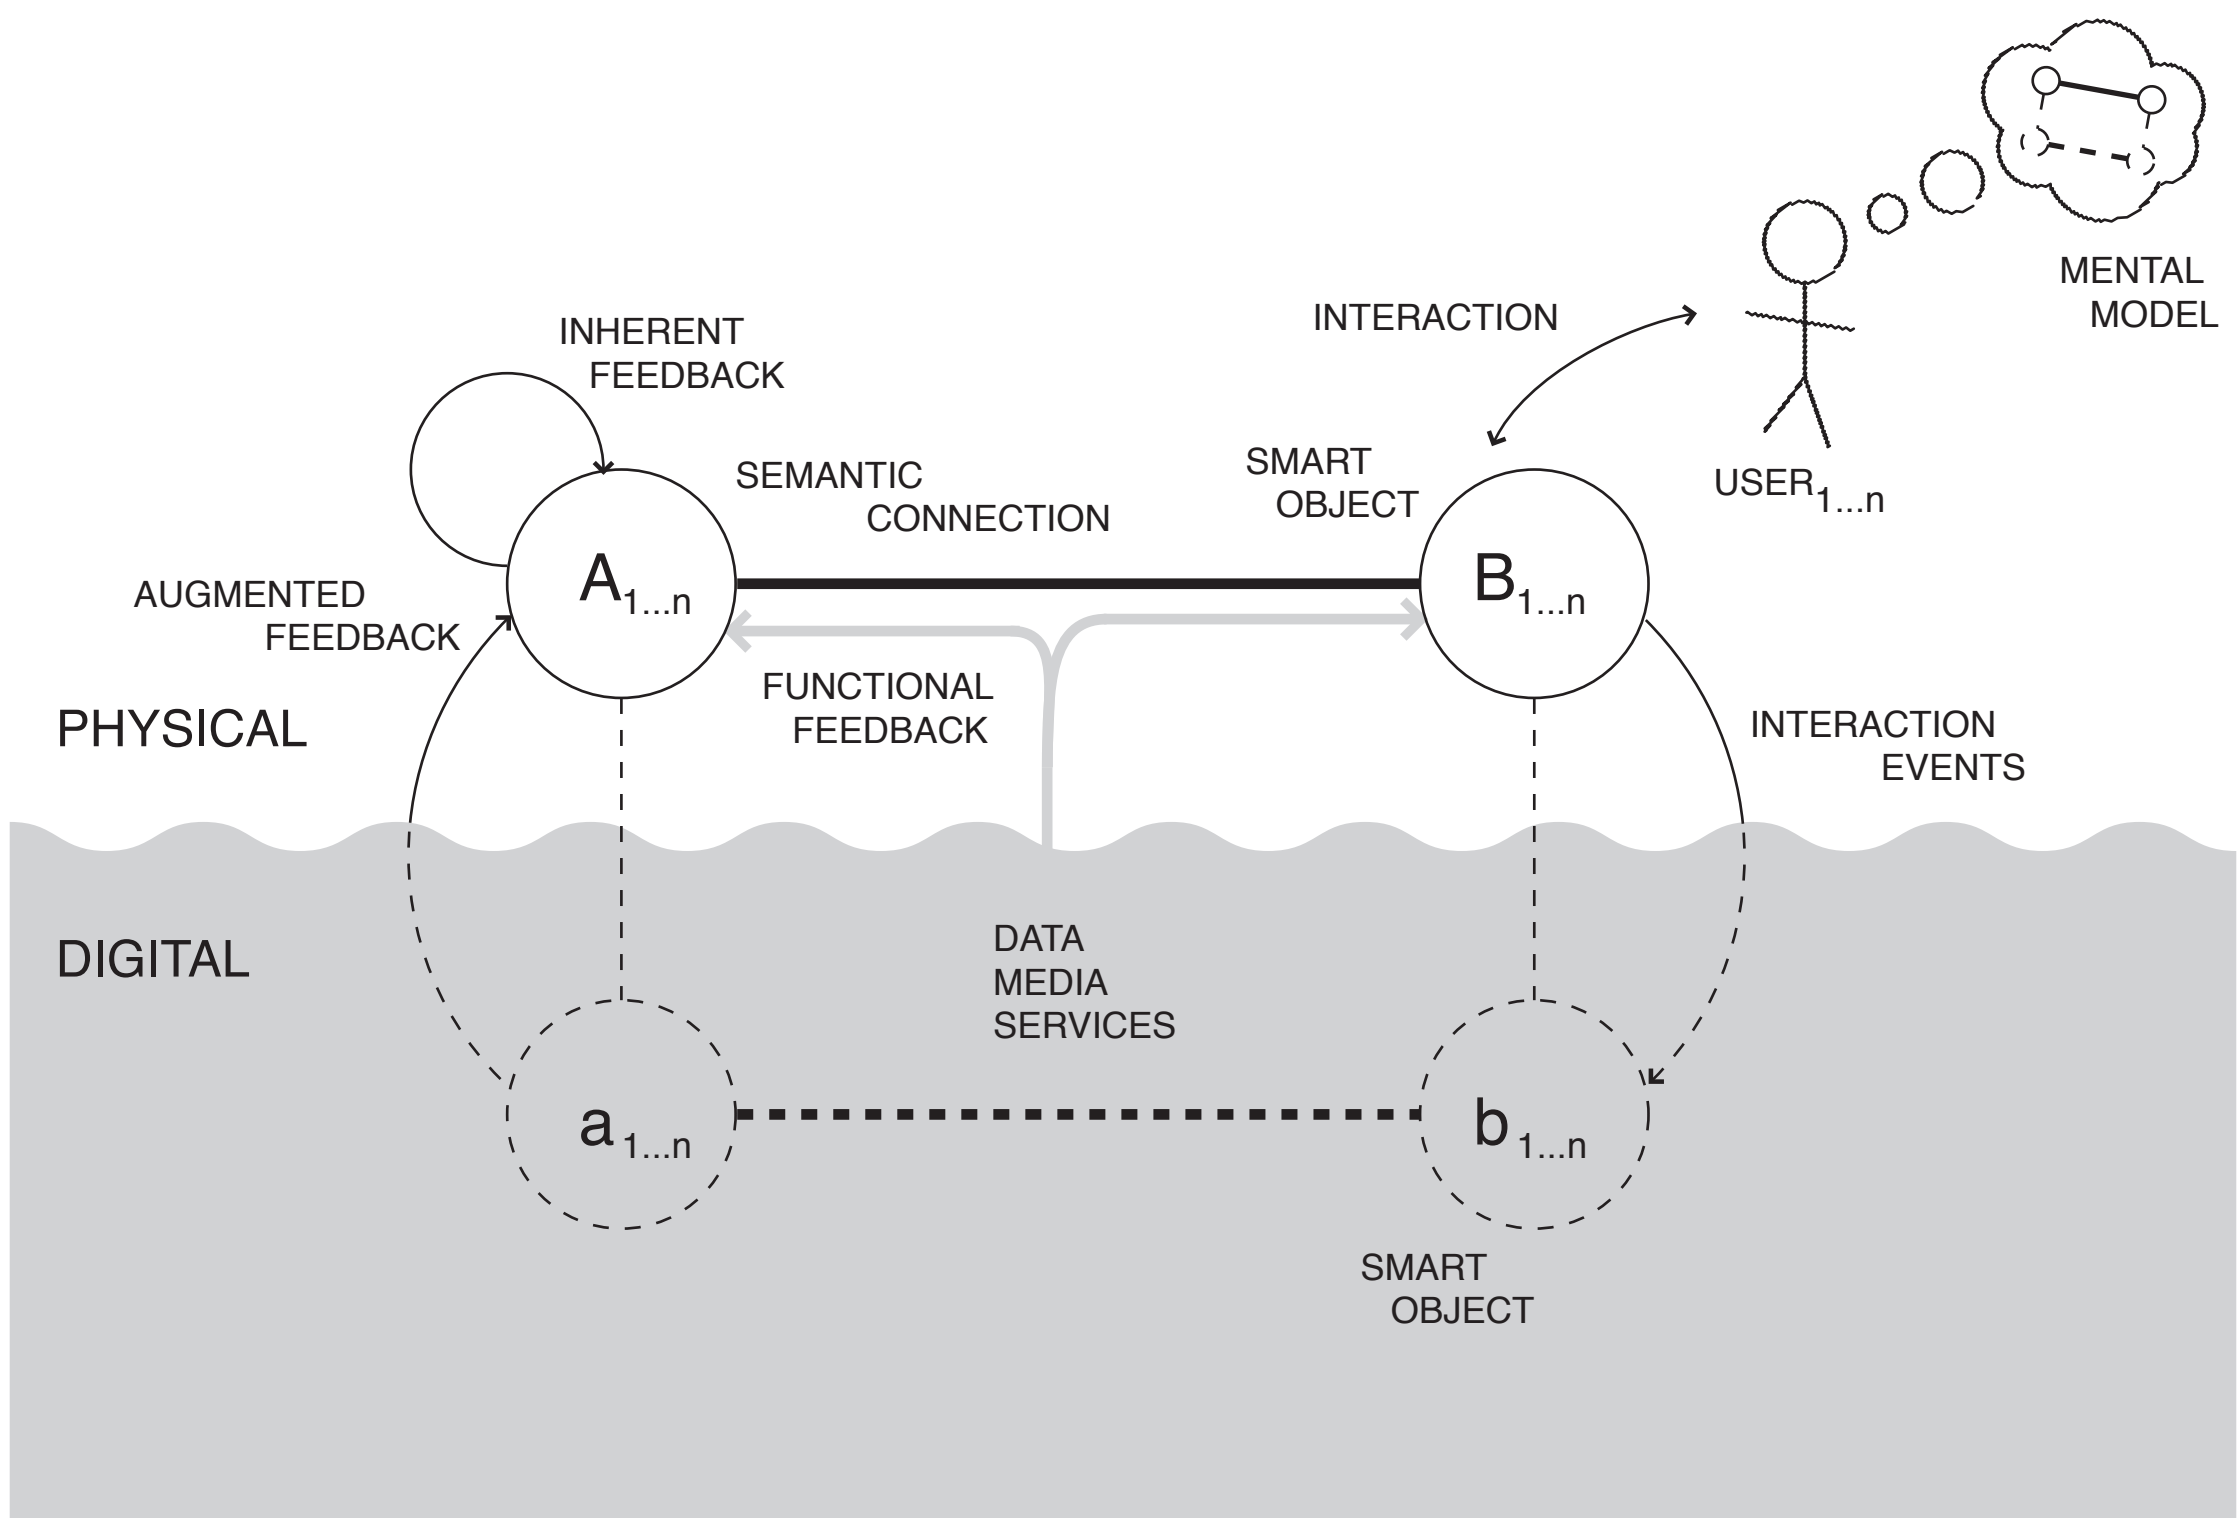 MENTAL
MODEL
INTERACTION
INHERENT
FEEDBACK
SMART
OBJECT
SEMANTIC
CONNECTION
USER1...n
A1...n
B1...n
AUGMENTED
FEEDBACK
FUNCTIONAL
FEEDBACK
PHYSICAL
INTERACTION
EVENTS
DIGITAL
DATA
MEDIA
SERVICES
a1...n
b1...n
SMART
OBJECT